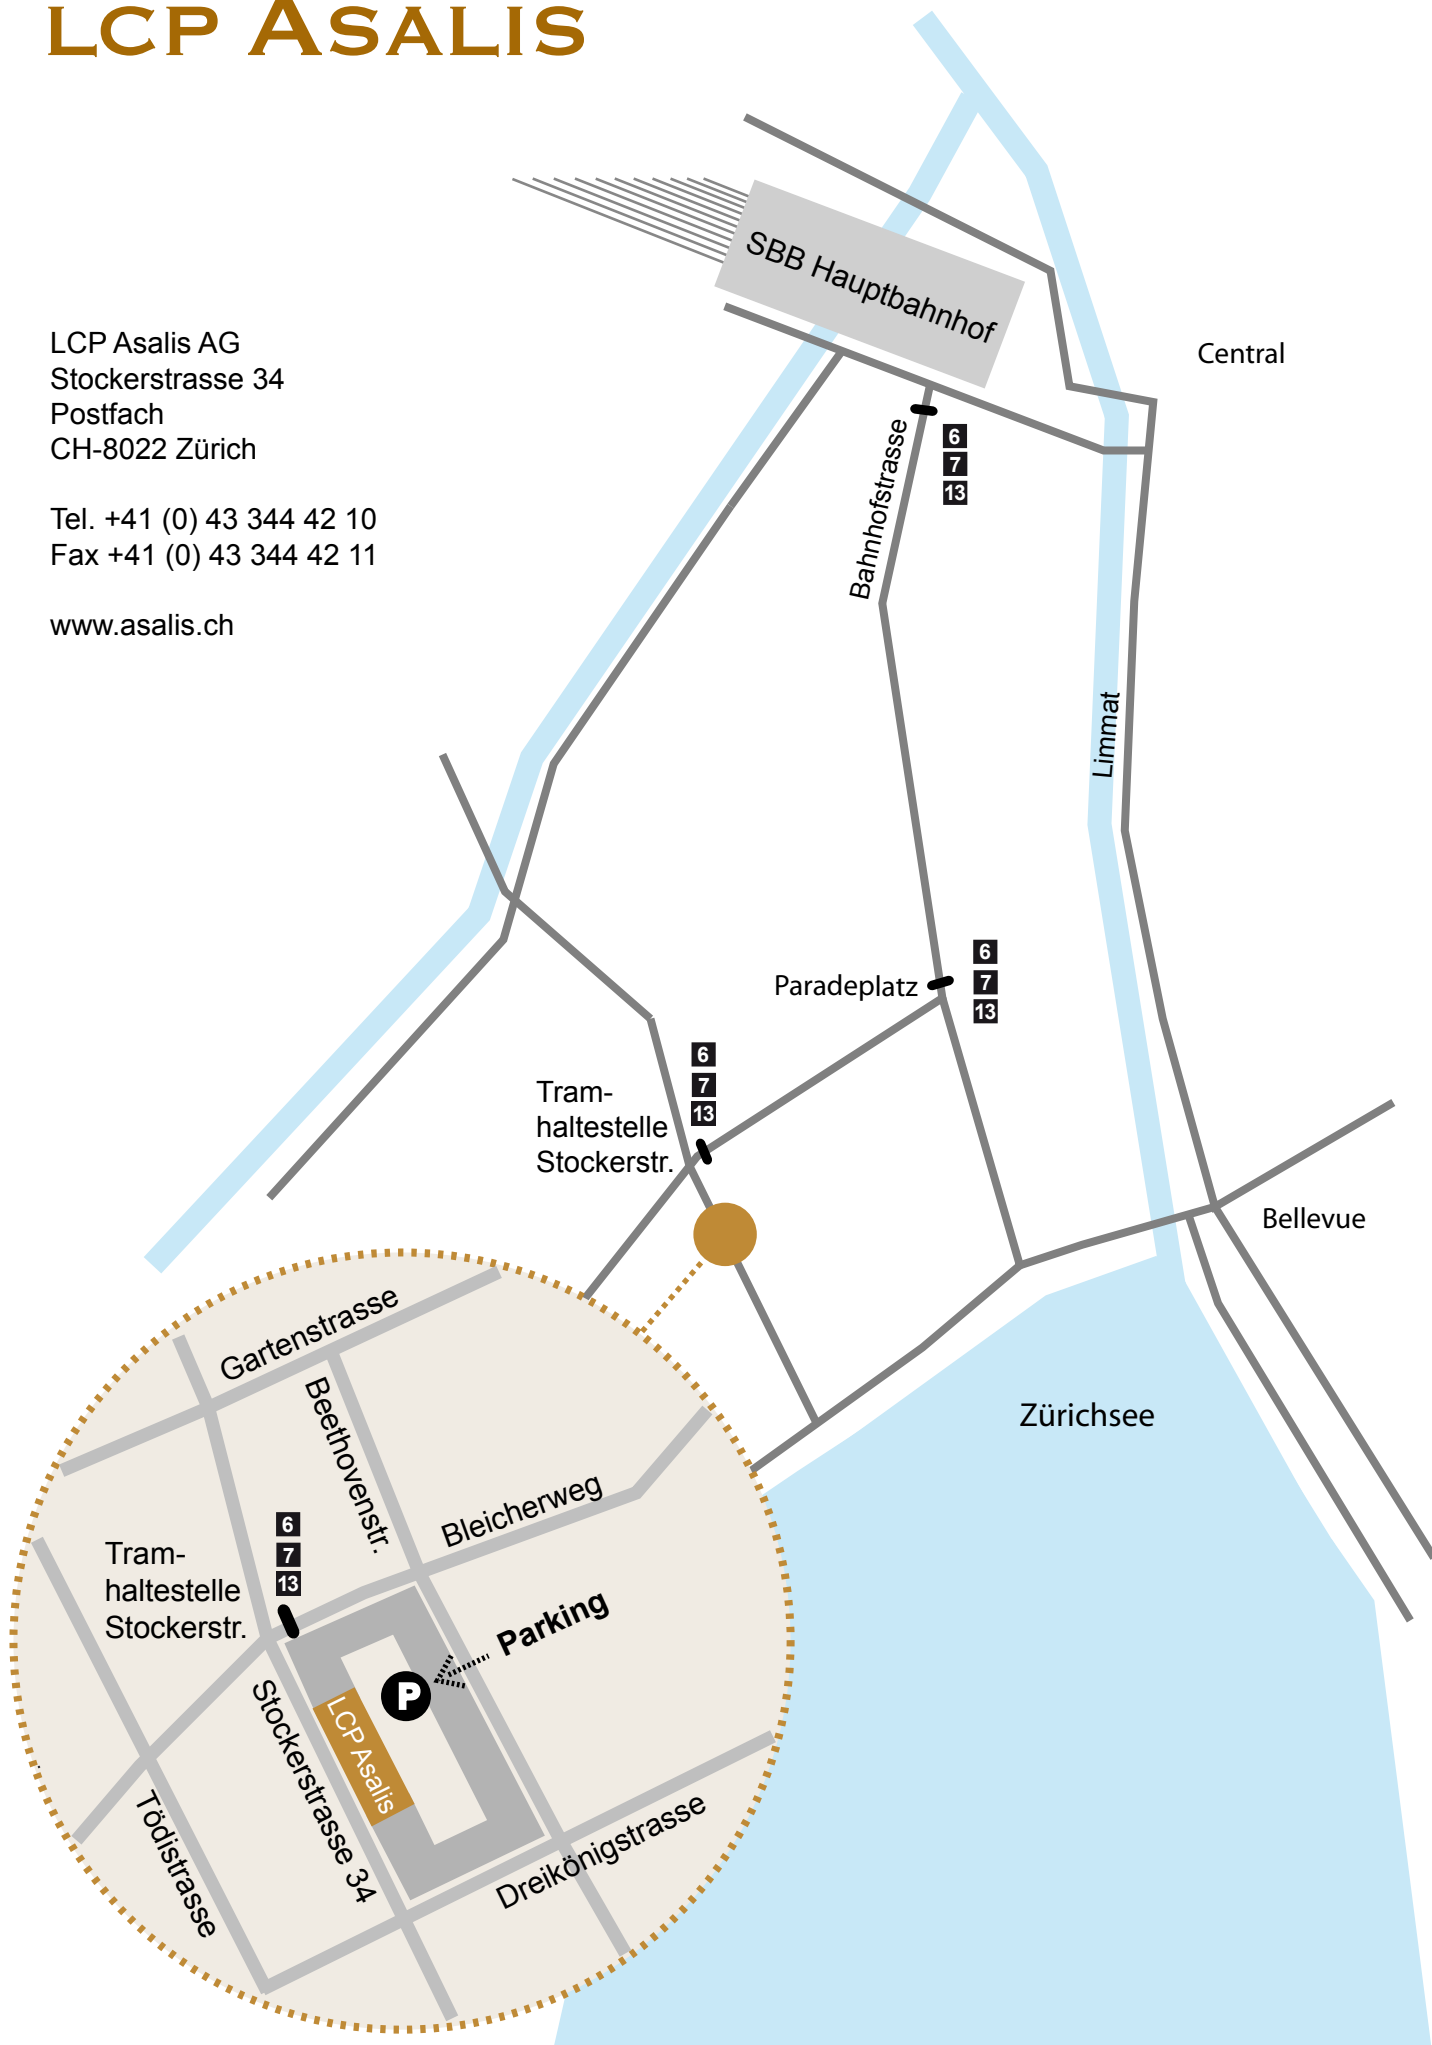 LCP ASALIS
SBB Hauptbahnhof
LCP Asalis AG
Stockerstrasse 34
Postfach
CH-8022 Zürich
Tel. +41 (0) 43 344 42 10
Fax +41 (0) 43 344 42 11
www.asalis.ch
Central
Bahnhofstrasse
6
7
13
Limmat
Paradeplatz
6
7
13
Tram-
haltestelle
Stockerstr.
6
7
13
Bellevue
Zürichsee
Gartenstrasse
Beethovenstr.
Bleicherweg
Tram-
haltestelle
Stockerstr.
6
7
13
Parking
P
LCP Asalis
Stockerstrasse 34
Tödistrasse
Dreikönigstrasse